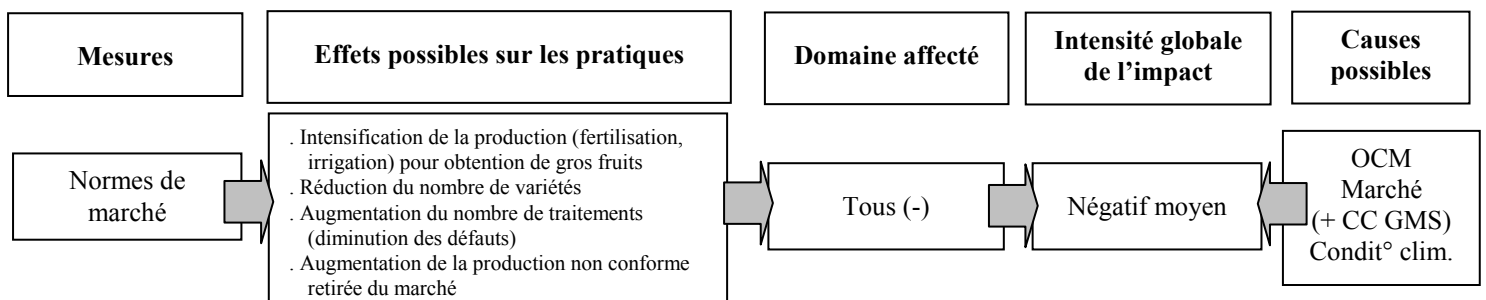 Mesures
Effets possibles sur les pratiques
Domaine affecté
Intensité globale
de l’impact
Causes
possibles
Normes de
marché
. Intensification de la production (fertilisation,
irrigation) pour obtention de gros fruits
. Réduction du nombre de variétés
. Augmentation du nombre de traitements
(diminution des défauts)
. Augmentation de la production non conforme
retirée du marché
Tous (-)
Négatif moyen
OCM
Marché
(+ CC GMS)
Condit° clim.